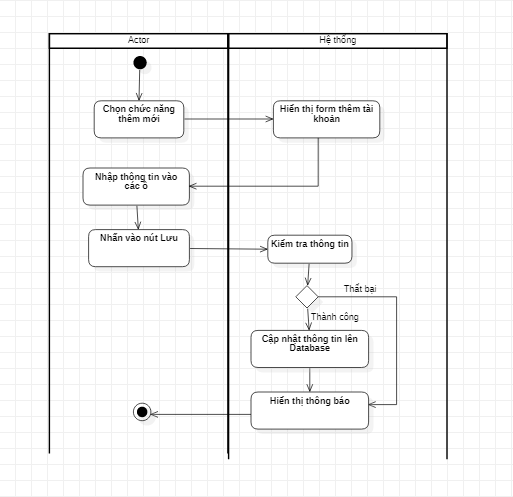 Actor
Hệ thống
Chọn chức năng
thêm mới
Hiển thị form thêm tài
khoản
Nhập thông tin vào
các ô
Nhấn vào nút Lưu
Kiểm tra thông tin
Thất bại
Thành công
Cập nhật thông tin lên
Database
Hiển thị thông báo